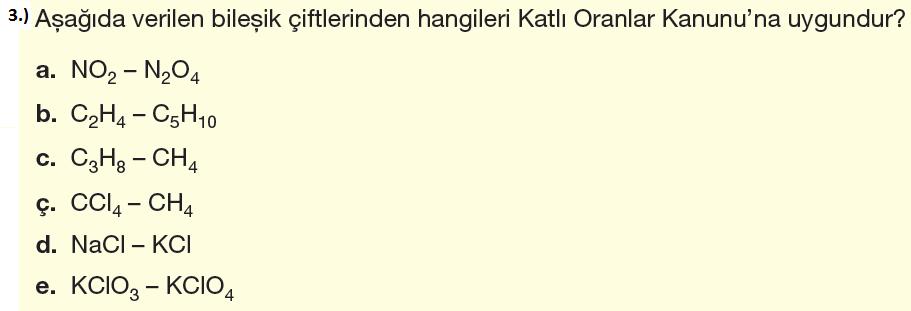 3.) Aşağıda verilen bileşik çiftlerinden hangileri Katlı Oranlar Kanunu’na uygundur?
a. NO₂ – N₂O₄
b. C₂H₄ – C₅H₁₀
c. C₃H₈ – CH₄
ç. CCl₄ – CH₄
d. NaCl – KCl
e. KClO₃ – KClO₄